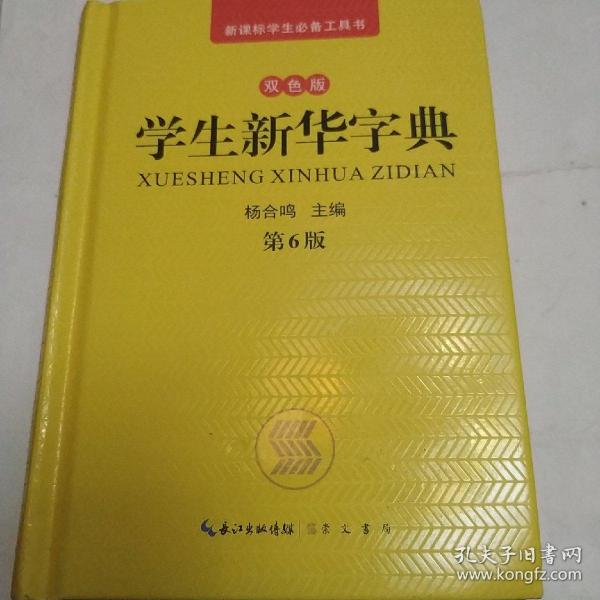 新课标学生必备工具书
双色版
学生新华字典
XUESHENG XINHUA ZIDIAN
杨合鸣 主编
第6版
长江出版传媒 崇文书局
孔夫子旧书网
www.kongfz.com